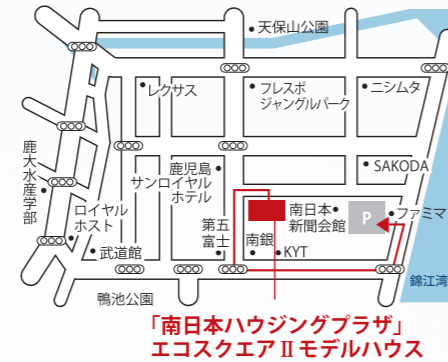 天保山公園
レクサス
フレスポ
ジャングルパーク
ニシムタ
SAKODA
鹿児島
サンロイヤル
ホテル
鹿大水産学部
ロイヤル
ホスト
武道館
第五
富士
南銀
KYT
南日本
新聞会館
P
ファミマ
錦江湾
鴨池公園
「南日本ハウジングプラザ」
エコスクエア II モデルハウス